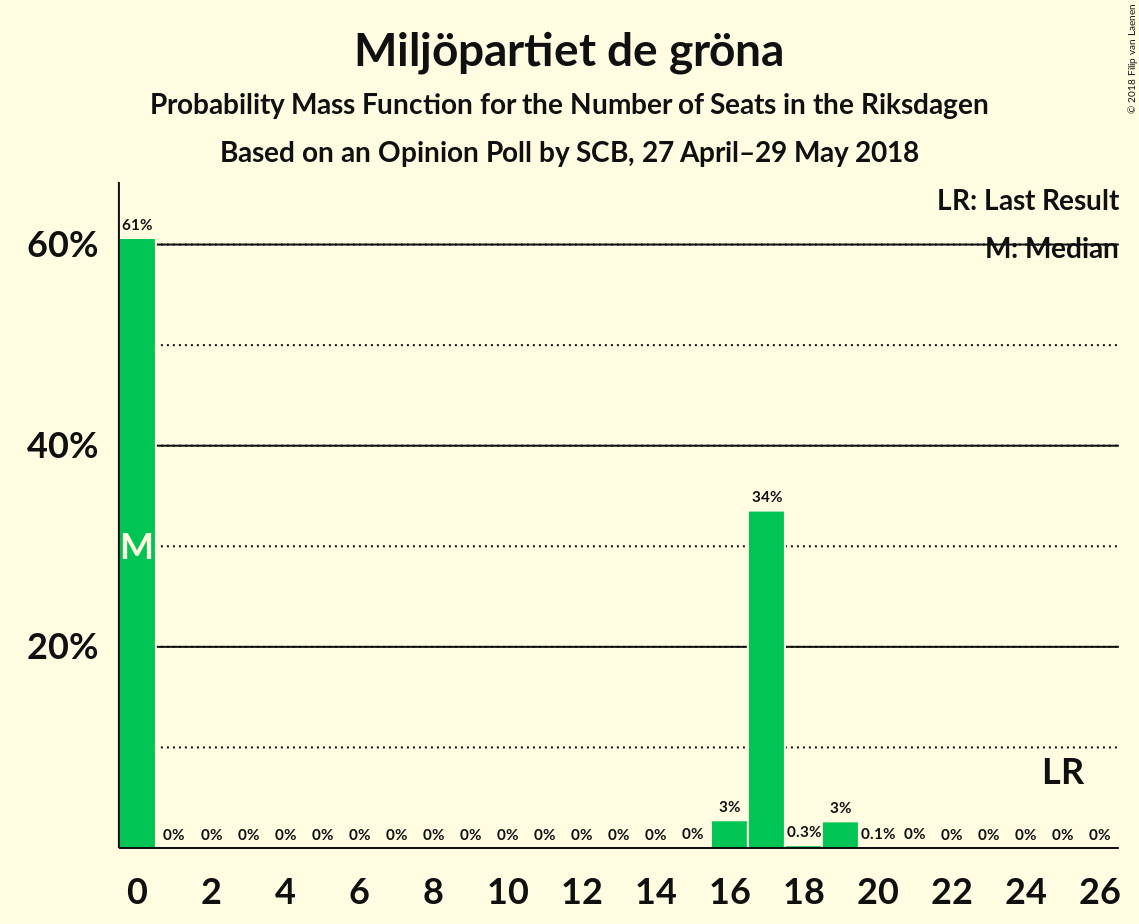 Miljöpartiet de gröna
Probability Mass Function for the Number of Seats in the Riksdagen
Based on an Opinion Poll by SCB, 27 April–29 May 2018
© 2018 Filip van Laenen
LR: Last Result
M: Median
61%
60%
40%
34%
M
20%
LR
3% 3%
0% 0% 0% 0% 0% 0% 0% 0% 0% 0% 0% 0% 0% 0% 0% 0.3% 0.1% 0% 0% 0% 0% 0% 0%
0 2 4 6 8 10 12 14 16 18 20 22 24 26